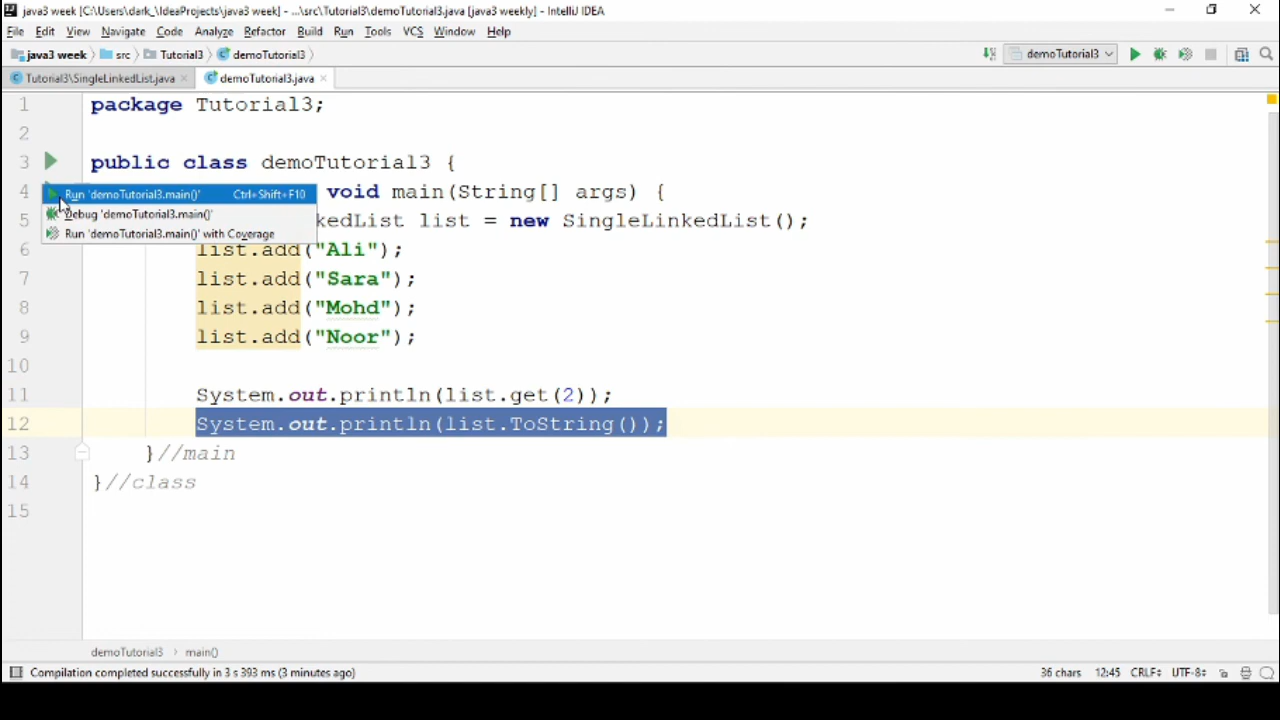 java3 week [C:\Users\dark_\IdeaProjects\java3 week] - ...\src\Tutorial3\demoTutorial3.java [java3 weekly] - IntelliJ IDEA
File Edit View Navigate Code Analyze Refactor Build Run Tools VCS Window Help
java3 week src Tutorial3 demoTutorial3 demoTutorial3
Tutorial3\SingleLinkedList.java demoTutorial3.java
1 package Tutorial3;
2
3 public class demoTutorial3 {
4 void main(String[] args) {
Run 'demoTutorial3.main()' Ctrl+Shift+F10
Debug 'demoTutorial3.main()'
5 kedList list = new SingleLinkedList();
Run 'demoTutorial3.main()' with Coverage
6 list.add("Ali");
7 list.add("Sara");
8 list.add("Mohd");
9 list.add("Noor");
10
11 System.out.println(list.get(2));
12 System.out.println(list.ToString());
13 }//main
14 }//class
15
demoTutorial3 main()
Compilation completed successfully in 3 s 393 ms (3 minutes ago) 36 chars 12:45 CRLF UTF-8